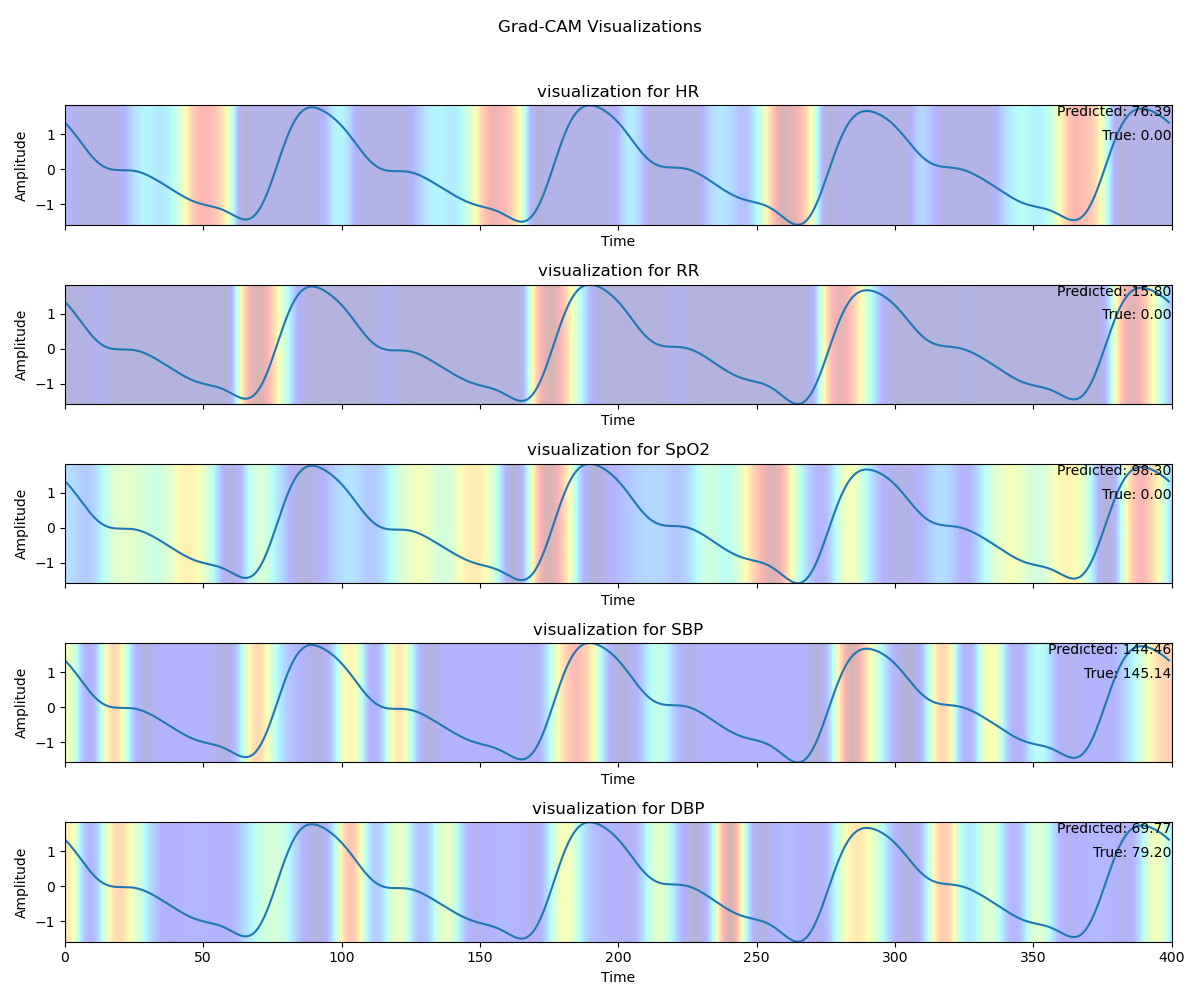 Grad-CAM Visualizations
visualization for HR
Predicted: 76.39
True: 0.00
1
0
−1
Amplitude
Time
visualization for RR
Predicted: 15.80
True: 0.00
1
0
−1
Amplitude
Time
visualization for SpO2
Predicted: 98.30
True: 0.00
1
0
−1
Amplitude
Time
visualization for SBP
Predicted: 144.46
True: 145.14
1
0
−1
Amplitude
Time
visualization for DBP
Predicted: 69.77
True: 79.20
1
0
−1
Amplitude
0 50 100 150 200 250 300 350 400
Time